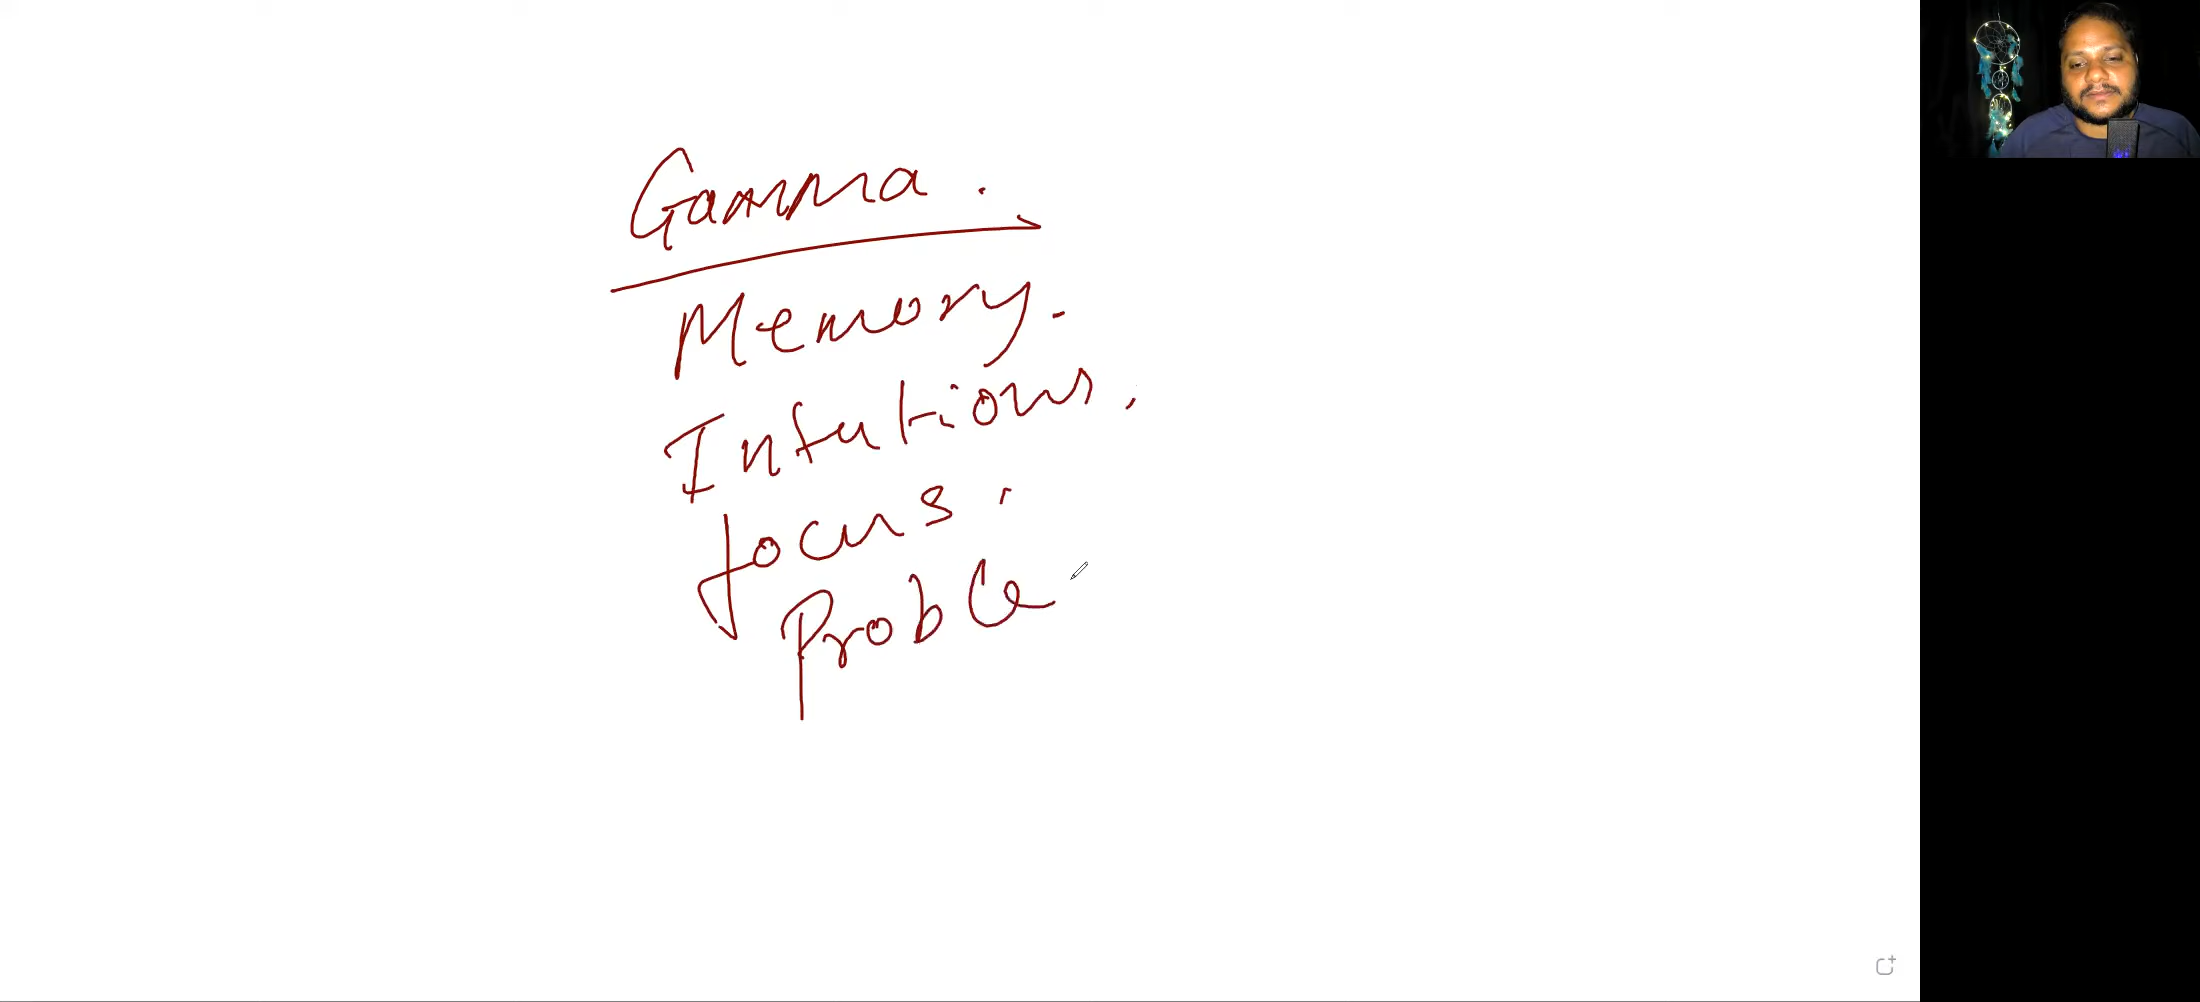 Gamma.
Memory.
Intutions.
focus.
Proble